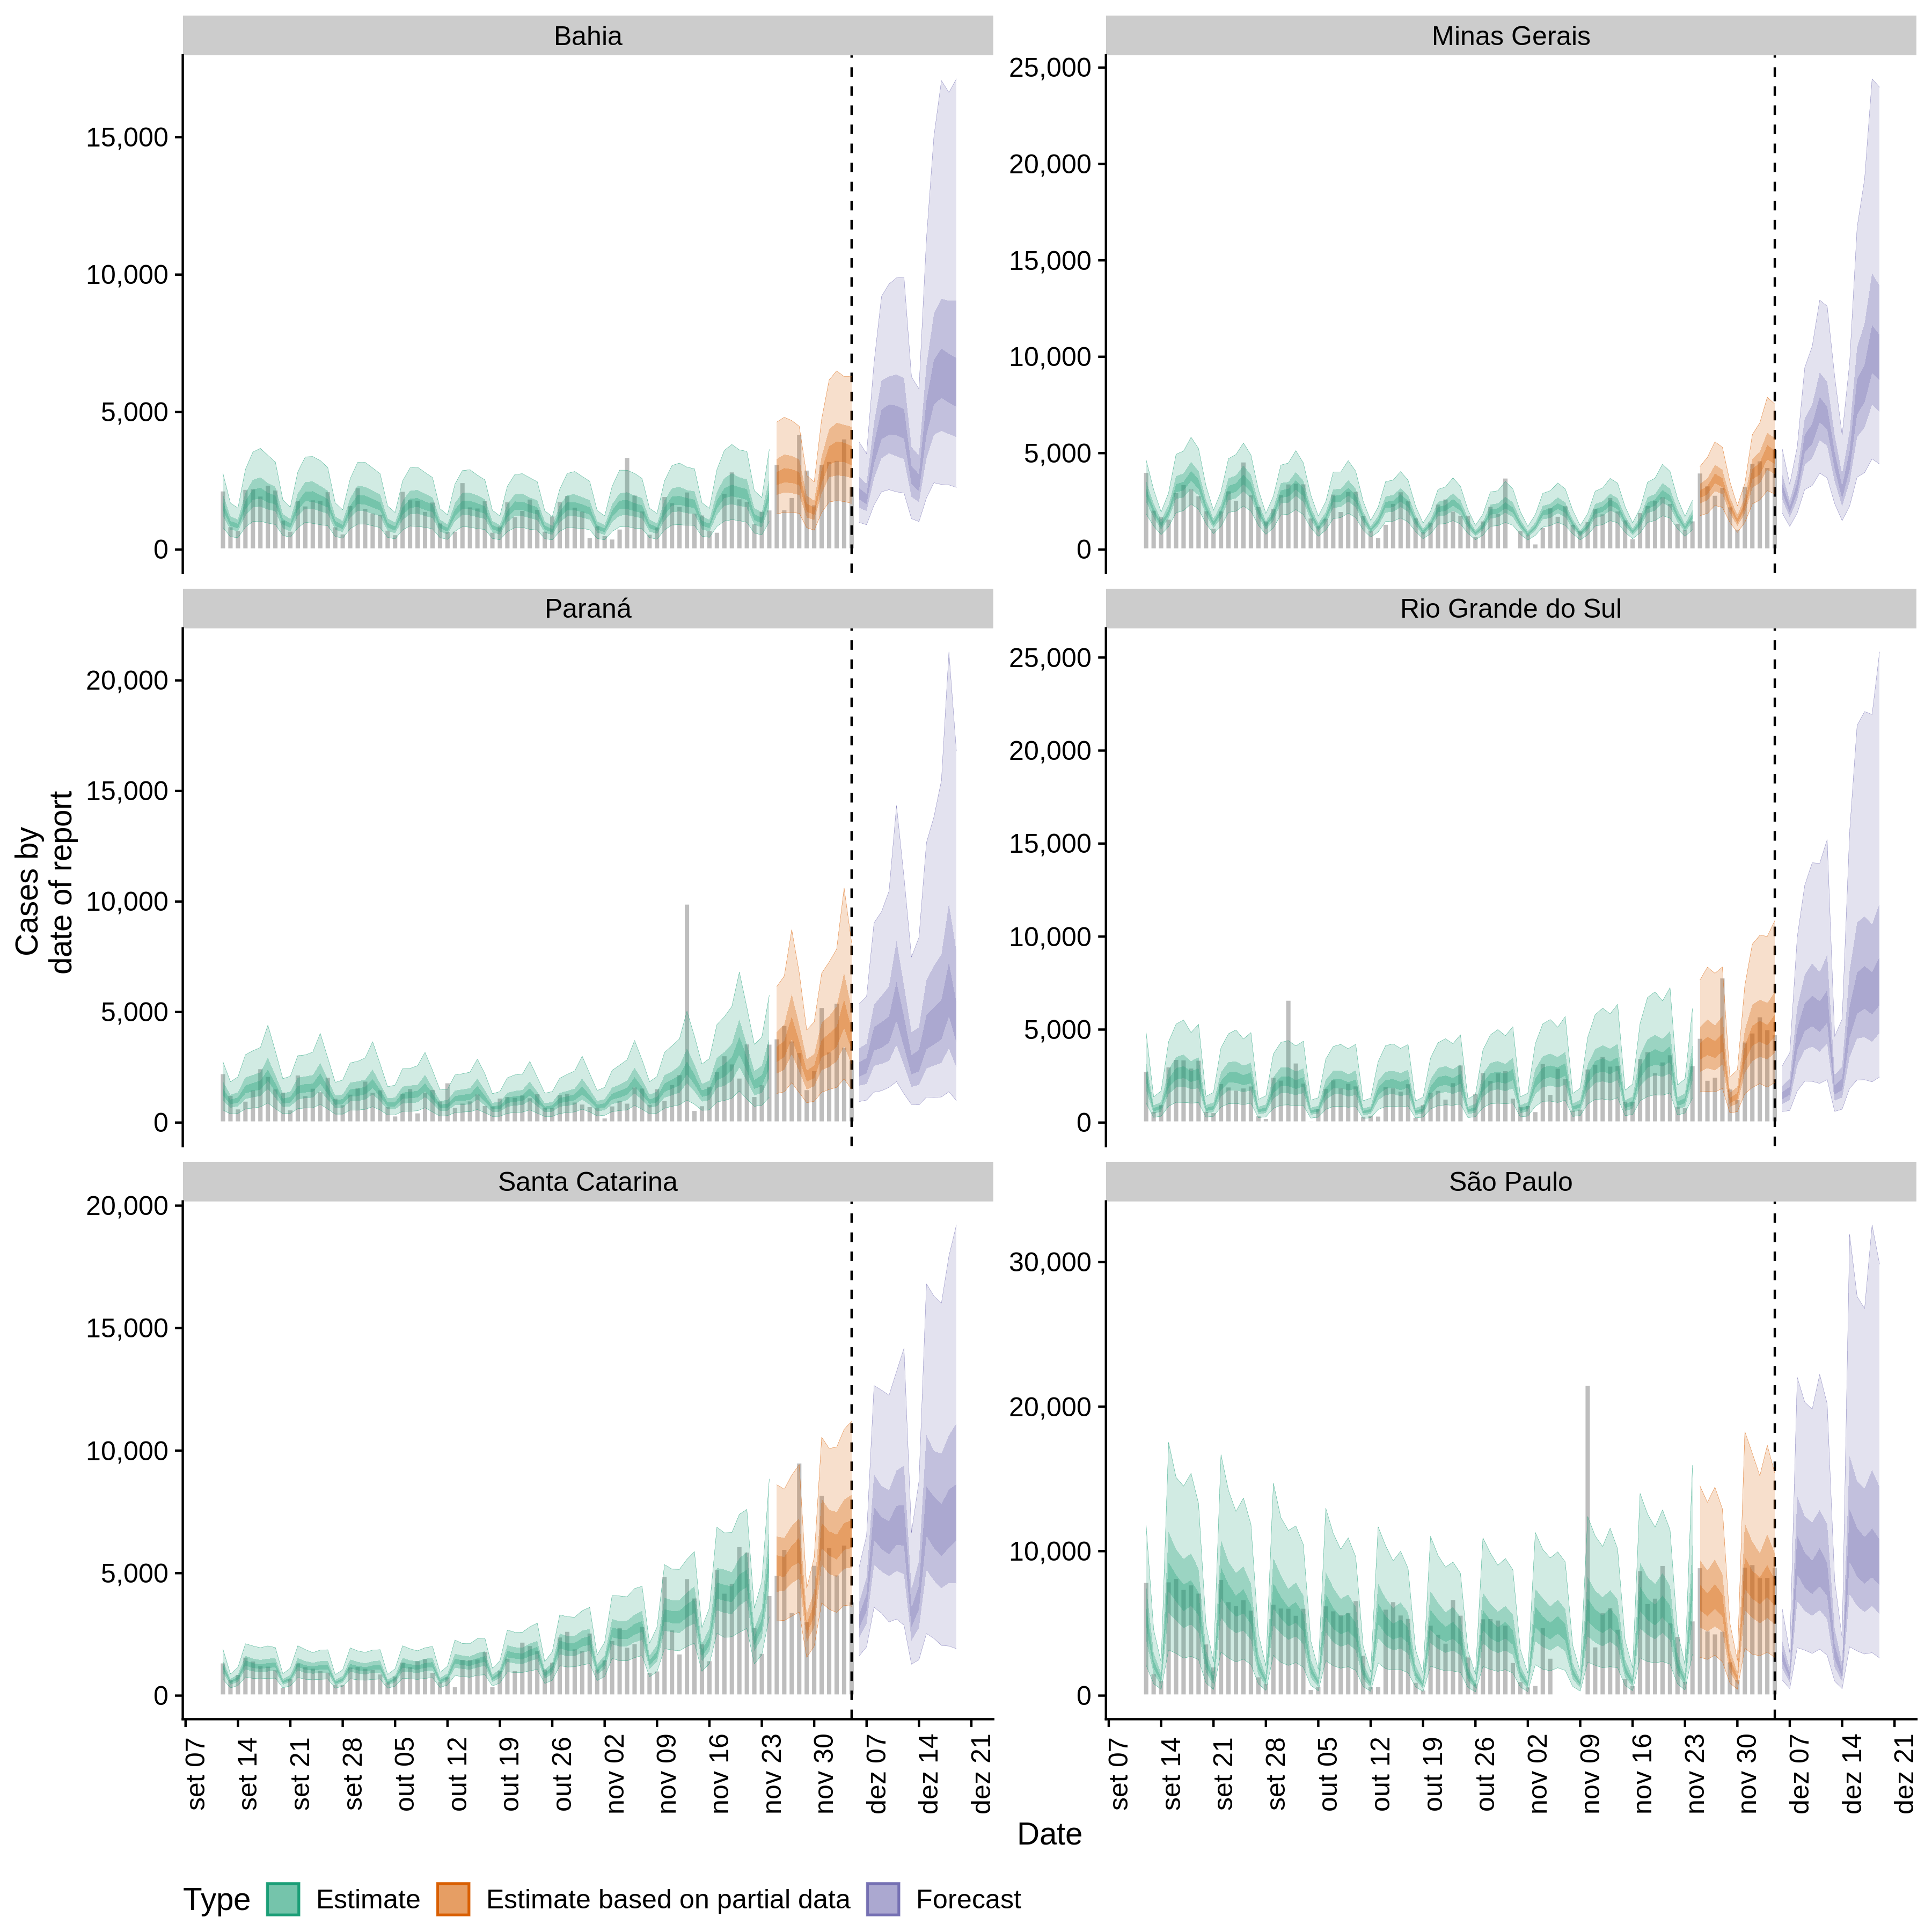 Bahia
Minas Gerais
15,000
10,000
5,000
0
25,000
20,000
15,000
10,000
5,000
0
Paraná
Rio Grande do Sul
20,000
15,000
10,000
5,000
0
25,000
20,000
15,000
10,000
5,000
0
Cases by
date of report
Santa Catarina
São Paulo
20,000
15,000
10,000
5,000
0
30,000
20,000
10,000
0
set 07
set 14
set 21
set 28
out 05
out 12
out 19
out 26
nov 02
nov 09
nov 16
nov 23
nov 30
dez 07
dez 14
dez 21
set 07
set 14
set 21
set 28
out 05
out 12
out 19
out 26
nov 02
nov 09
nov 16
nov 23
nov 30
dez 07
dez 14
dez 21
Date
Type Estimate Estimate based on partial data Forecast